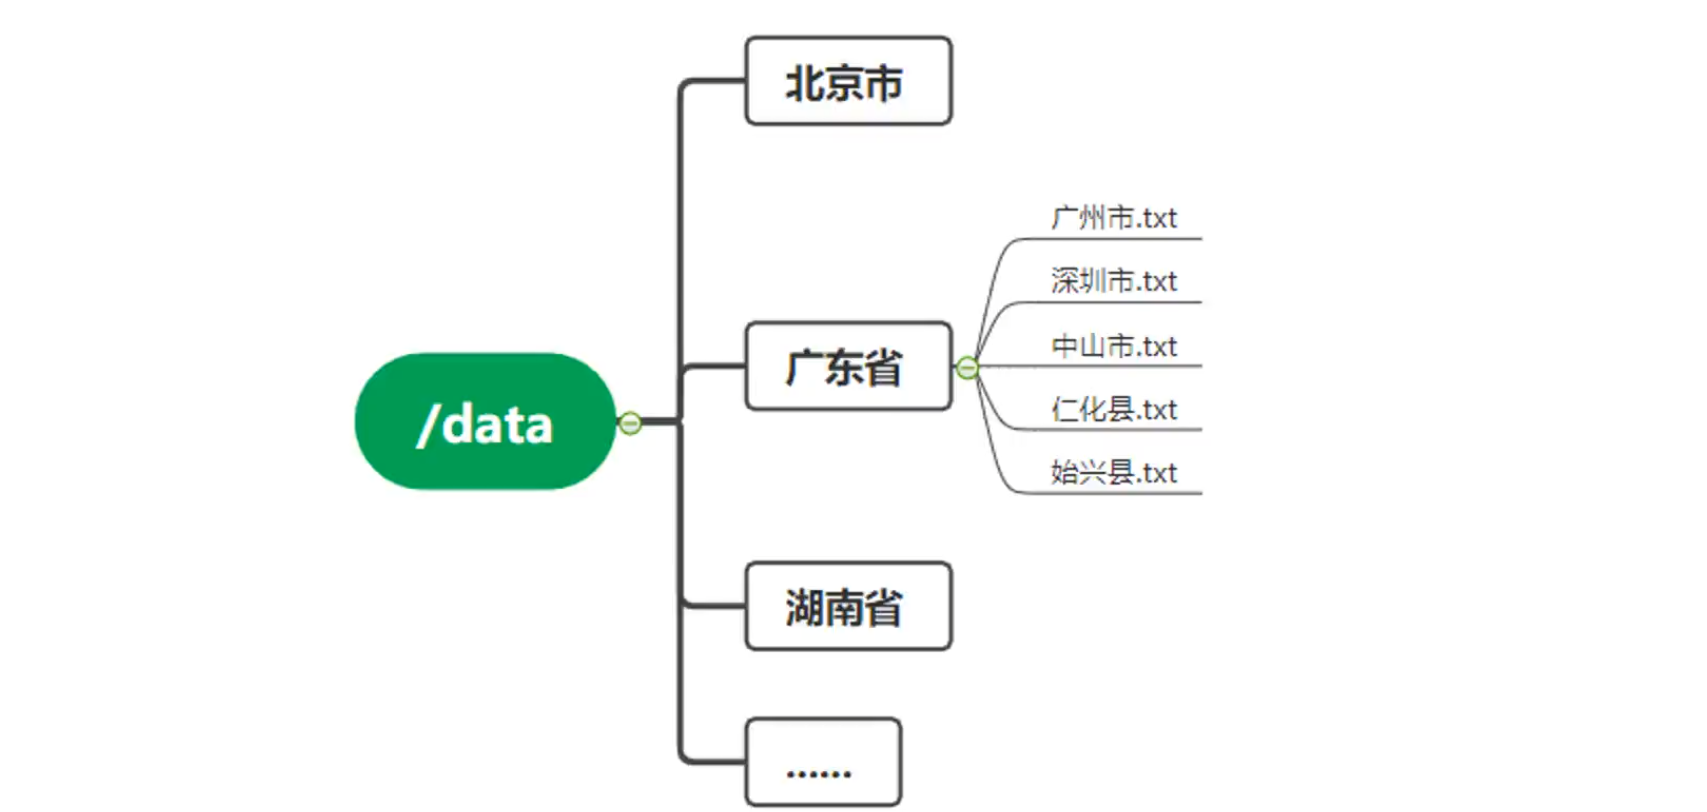 /data
北京市
广东省
广州市.txt
深圳市.txt
中山市.txt
仁化县.txt
始兴县.txt
湖南省
......